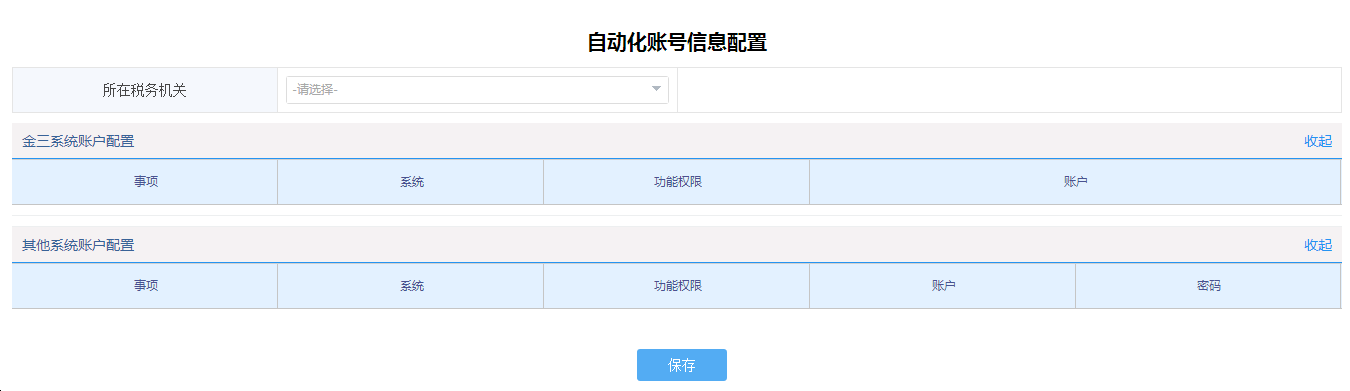 自动化账号信息配置
所在税务机关 -请选择-
金三系统账户配置 收起
事项 系统 功能权限 账户
其他系统账户配置 收起
事项 系统 功能权限 账户 密码
保存